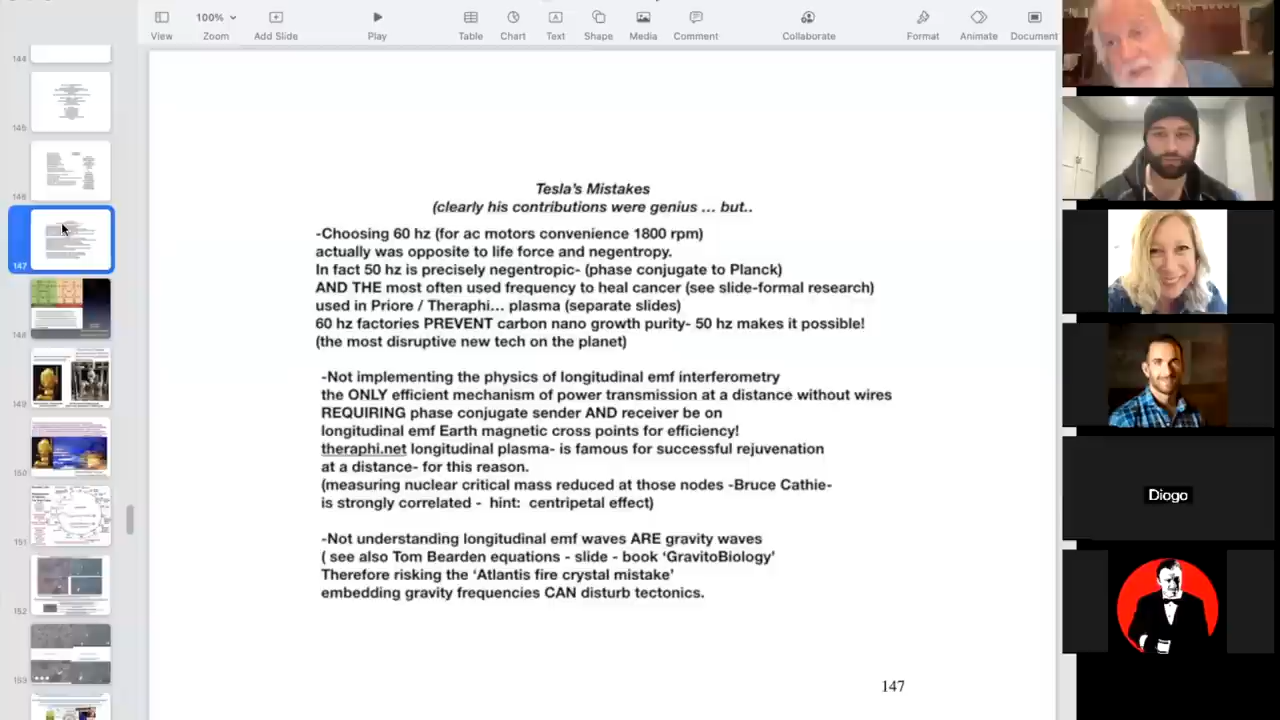 View
100%
Zoom
Add Slide
Play
Table
Chart
Text
Shape
Media
Comment
Collaborate
Format
Animate
Document
144
145
146
147
148
149
150
151
152
153
Tesla's Mistakes
(clearly his contributions were genius ... but..
-Choosing 60 hz (for ac motors convenience 1800 rpm)
actually was opposite to life force and negentropy.
In fact 50 hz is precisely negentropic- (phase conjugate to Planck)
AND THE most often used frequency to heal cancer (see slide-formal research)
used in Priore / Theraphi... plasma (separate slides)
60 hz factories PREVENT carbon nano growth purity- 50 hz makes it possible!
(the most disruptive new tech on the planet)
-Not implementing the physics of longitudinal emf interferometry
the ONLY efficient mechanism of power transmission at a distance without wires
REQUIRING phase conjugate sender AND receiver be on
longitudinal emf Earth magnetic cross points for efficiency!
theraphi.net longitudinal plasma- is famous for successful rejuvenation
at a distance- for this reason.
(measuring nuclear critical mass reduced at those nodes -Bruce Cathie-
is strongly correlated - hint: centripetal effect)
-Not understanding longitudinal emf waves ARE gravity waves
( see also Tom Bearden equations - slide - book 'GravitoBiology'
Therefore risking the 'Atlantis fire crystal mistake'
embedding gravity frequencies CAN disturb tectonics.
147
Diogo